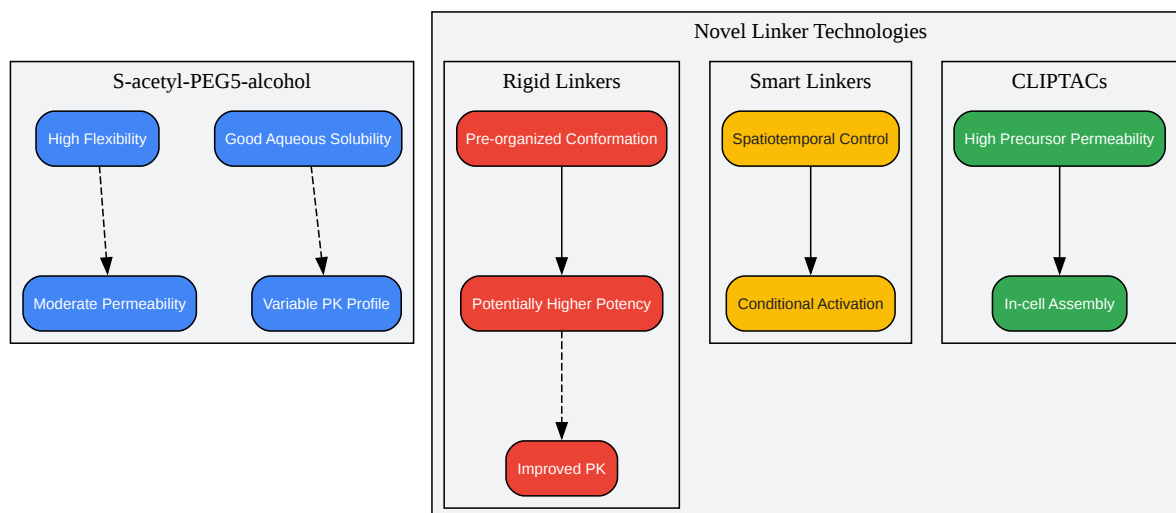 Novel Linker Technologies
S-acetyl-PEG5-alcohol
Rigid Linkers
Smart Linkers
CLIPTACs
High Flexibility
Good Aqueous Solubility
Pre-organized Conformation
Spatiotemporal Control
High Precursor Permeability
Moderate Permeability
Variable PK Profile
Potentially Higher Potency
Conditional Activation
In-cell Assembly
Improved PK